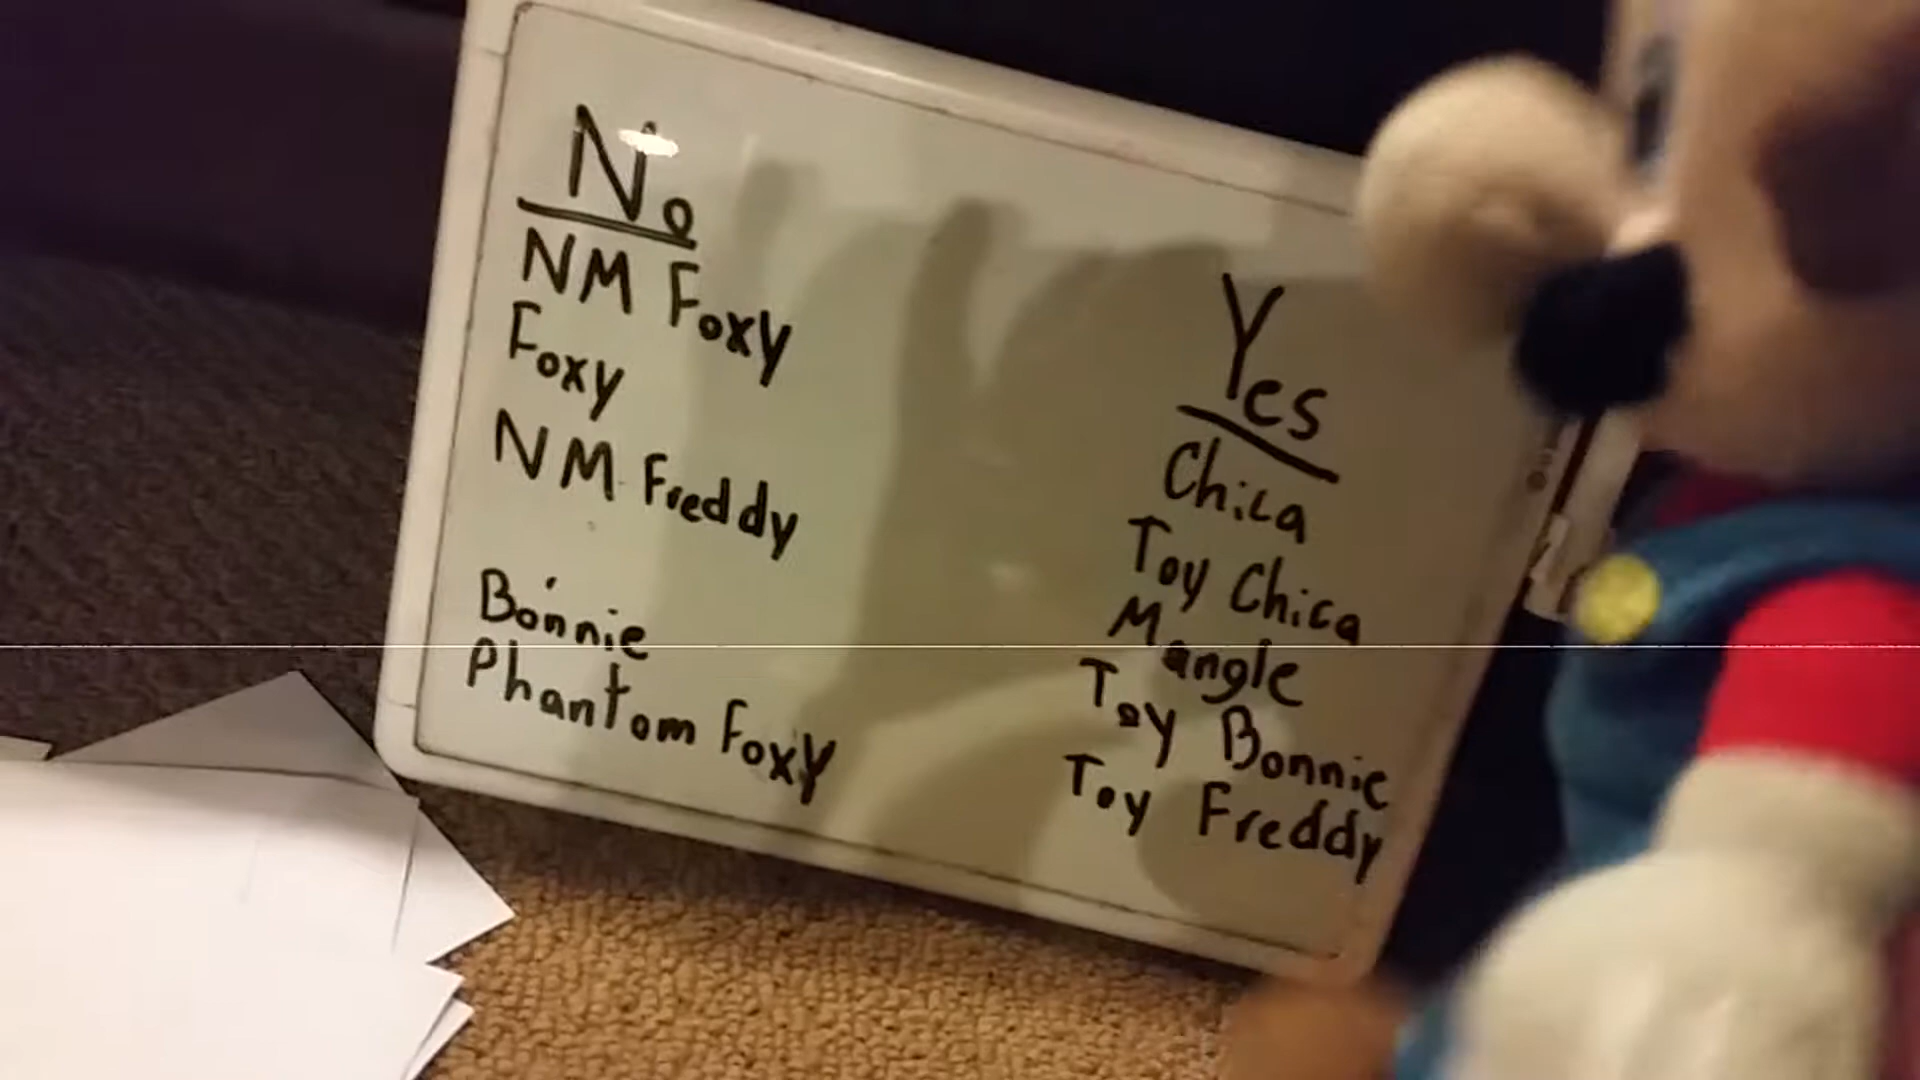 No
NM Foxy
Foxy
NM Freddy
Bonnie
Phantom Foxy
Yes
Chica
Toy Chica
Mangle
Toy Bonnie
Toy Freddy